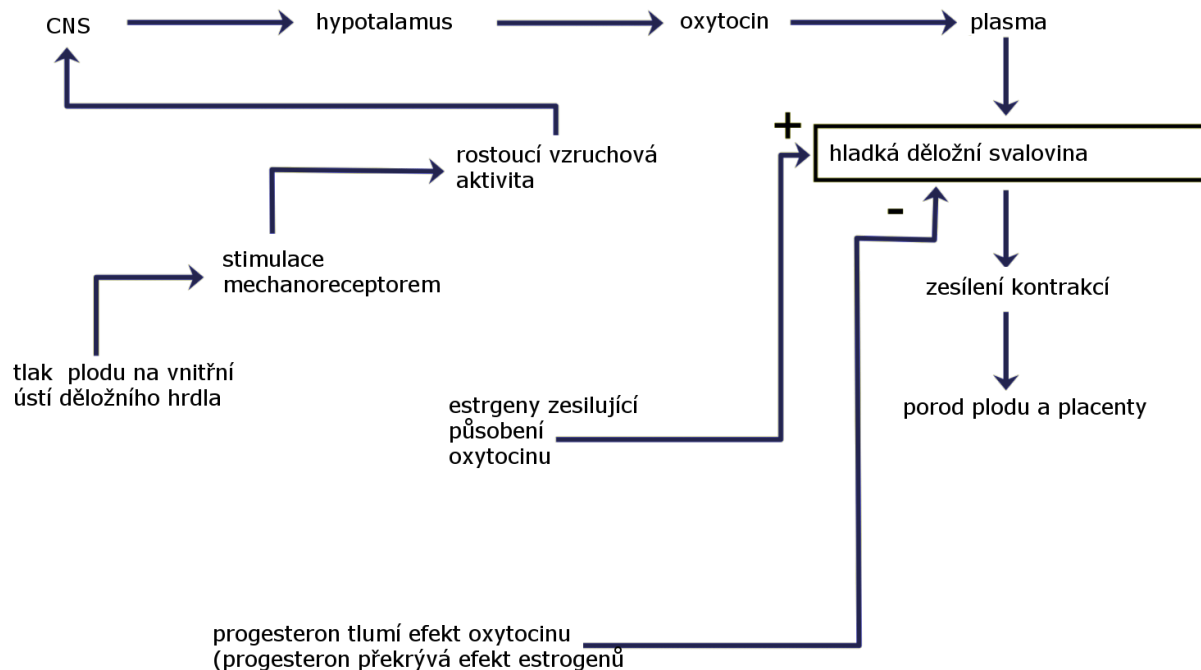 CNS
hypotalamus
oxytocin
plasma
+
hladká děložní svalovina
rostoucí vzruchová
aktivita
-
stimulace
mechanoreceptorem
zesílení kontrakcí
tlak plodu na vnitřní
ústí děložního hrdla
porod plodu a placenty
estrgeny zesilující
působení
oxytocinu
progesteron tlumí efekt oxytocinu
(progesteron překrývá efekt estrogenů